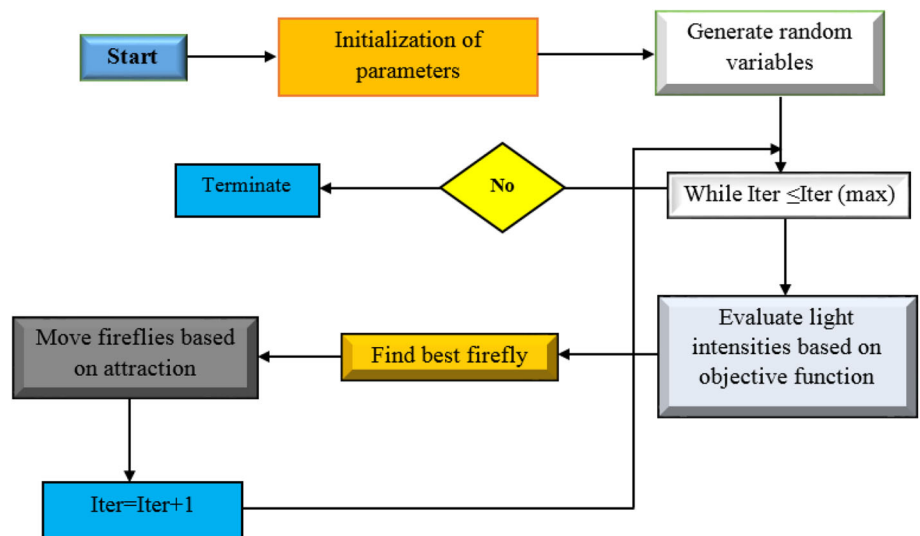 Start
Initialization of
parameters
Generate random
variables
While Iter ≤Iter (max)
No
Terminate
Evaluate light
intensities based on
objective function
Find best firefly
Move fireflies based
on attraction
Iter=Iter+1